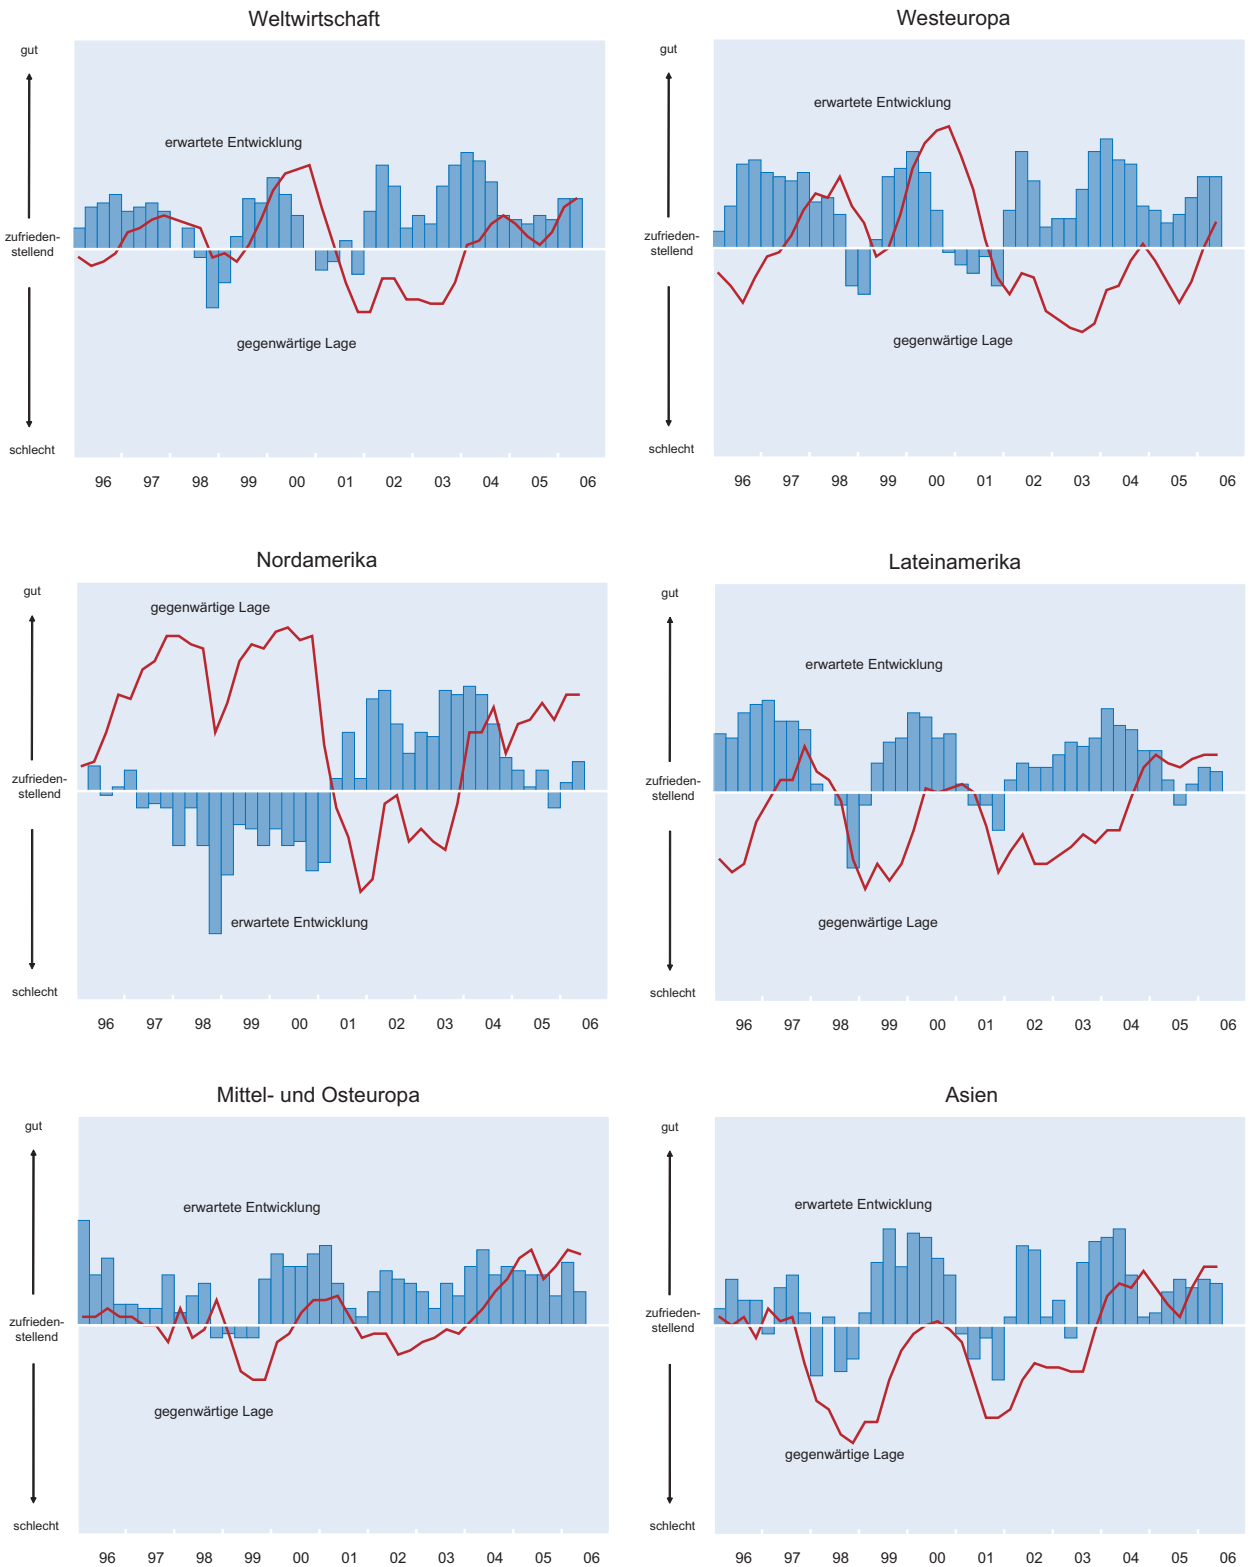 Weltwirtschaft
gut
erwartete Entwicklung
zufrieden-
stellend
gegenwärtige Lage
schlecht
96 97 98 99 00 01 02 03 04 05 06
Westeuropa
gut
erwartete Entwicklung
zufrieden-
stellend
gegenwärtige Lage
schlecht
96 97 98 99 00 01 02 03 04 05 06
Nordamerika
gut
gegenwärtige Lage
zufrieden-
stellend
erwartete Entwicklung
schlecht
96 97 98 99 00 01 02 03 04 05 06
Lateinamerika
gut
erwartete Entwicklung
zufrieden-
stellend
gegenwärtige Lage
schlecht
96 97 98 99 00 01 02 03 04 05 06
Mittel- und Osteuropa
gut
erwartete Entwicklung
zufrieden-
stellend
gegenwärtige Lage
schlecht
96 97 98 99 00 01 02 03 04 05 06
Asien
gut
erwartete Entwicklung
zufrieden-
stellend
gegenwärtige Lage
schlecht
96 97 98 99 00 01 02 03 04 05 06